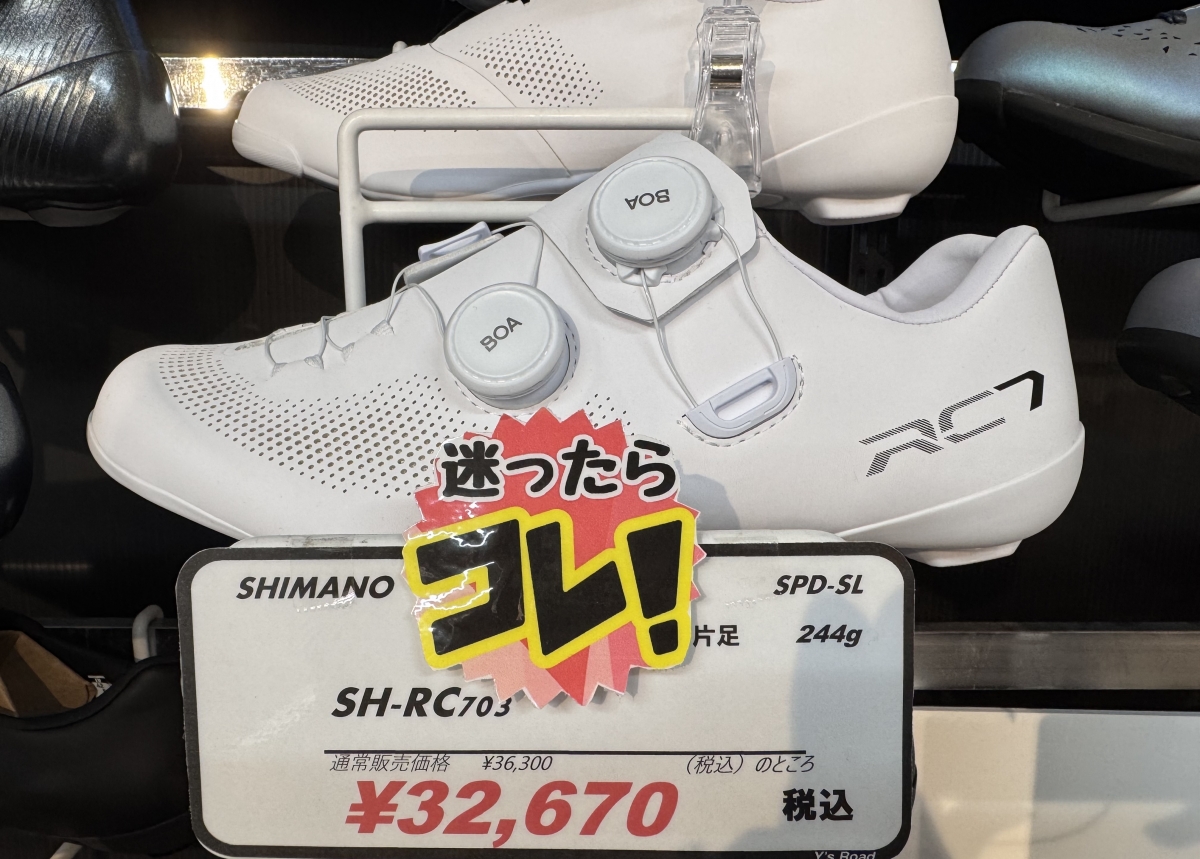 BOA
BOA
RC7
迷ったら
コレ!
SHIMANO
SPD-SL
片足 244g
SH-RC703
通常販売価格 ¥36,300 (税込) のところ
¥32,670 税込
Y's Road